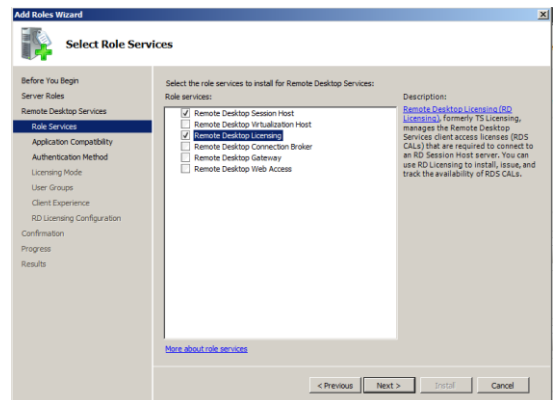 Add Roles Wizard
Select Role Services
Before You Begin
Server Roles
Remote Desktop Services
Role Services
Application Compatibility
Authentication Method
Licensing Mode
User Groups
Client Experience
RD Licensing Configuration
Confirmation
Progress
Results
Select the role services to install for Remote Desktop Services:
Role services:
Remote Desktop Session Host
Remote Desktop Virtualization Host
Remote Desktop Licensing
Remote Desktop Connection Broker
Remote Desktop Gateway
Remote Desktop Web Access
More about role services
Description:
Remote Desktop Licensing (RD
Licensing), formerly TS Licensing,
manages the Remote Desktop
Services client access licenses (RDS
CALs) that are required to connect to
an RD Session Host server. You can
use RD Licensing to install, issue, and
track the availability of RDS CALs.
< Previous
Next >
Install
Cancel